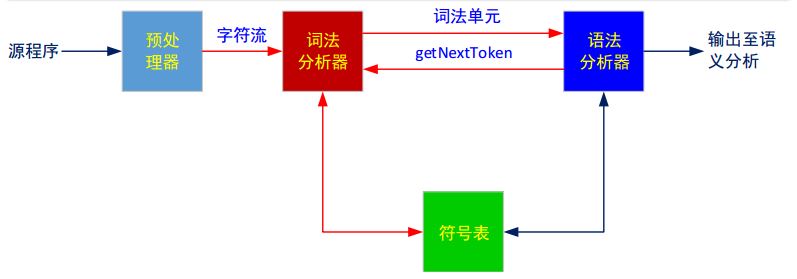 源程序
预处
理器
字符流
词法
分析器
词法单元
getNextToken
语法
分析器
输出至语
义分析
符号表